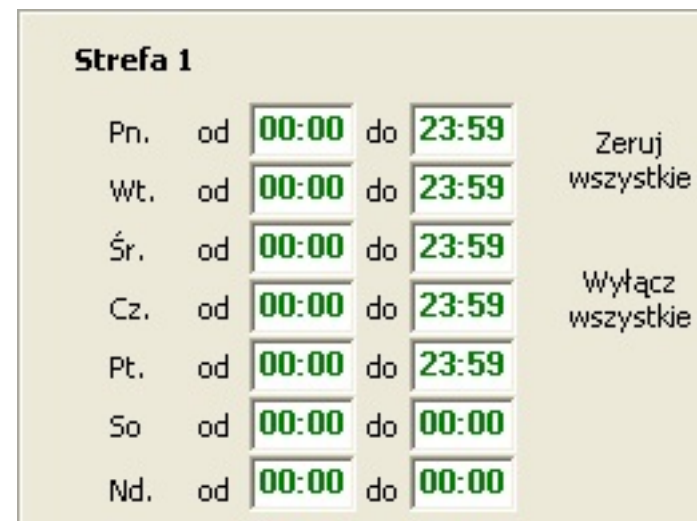 Strefa 1
Pn. od 00:00 do 23:59
Wt. od 00:00 do 23:59
Śr. od 00:00 do 23:59
Cz. od 00:00 do 23:59
Pt. od 00:00 do 23:59
So od 00:00 do 00:00
Nd. od 00:00 do 00:00
Zeruj
wszystkie
Wyłącz
wszystkie